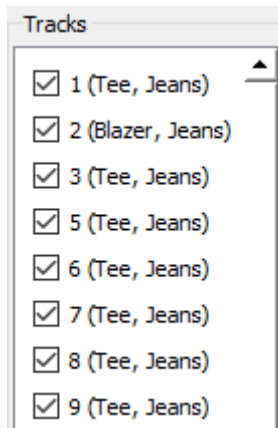 Tracks
1 (Tee, Jeans)
2 (Blazer, Jeans)
3 (Tee, Jeans)
5 (Tee, Jeans)
6 (Tee, Jeans)
7 (Tee, Jeans)
8 (Tee, Jeans)
9 (Tee, Jeans)